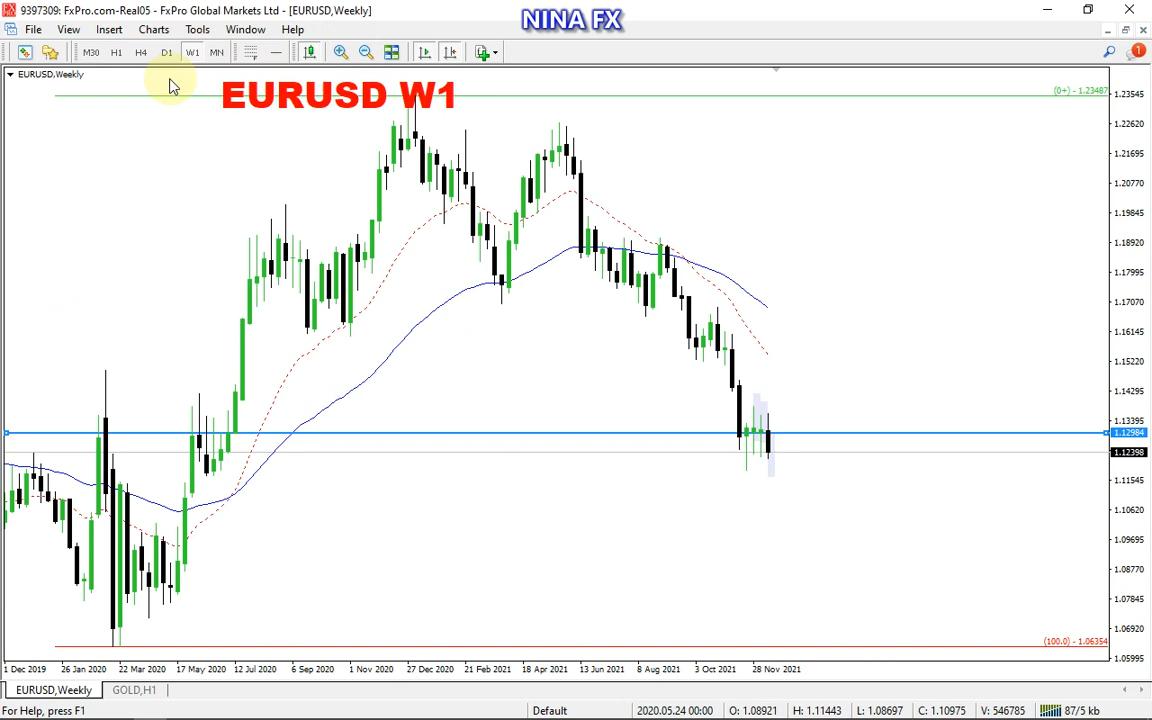 9397309: FxPro.com-Real05 - FxPro Global Markets Ltd - [EURUSD,Weekly]
NINA FX
File View Insert Charts Tools Window Help
M30 H1 H4 D1 W1 MN
1
EURUSD,Weekly
EURUSD W1
(0+) - 1.23487
1.23545
1.22620
1.21695
1.20770
1.19845
1.18920
1.17995
1.17070
1.16145
1.15220
1.14295
1.13395
1.12984
1.12398
1.11545
1.10620
1.09695
1.08770
1.07845
1.06920
(100.0) - 1.06354
1.05995
1 Dec 2019 26 Jan 2020 22 Mar 2020 17 May 2020 12 Jul 2020 6 Sep 2020 1 Nov 2020 27 Dec 2020 21 Feb 2021 18 Apr 2021 13 Jun 2021 8 Aug 2021 3 Oct 2021 28 Nov 2021
EURUSD,Weekly GOLD,H1
For Help, press F1 Default 2020.05.24 00:00 O: 1.08921 H: 1.11443 L: 1.08697 C: 1.10975 V: 546785 87/5 kb